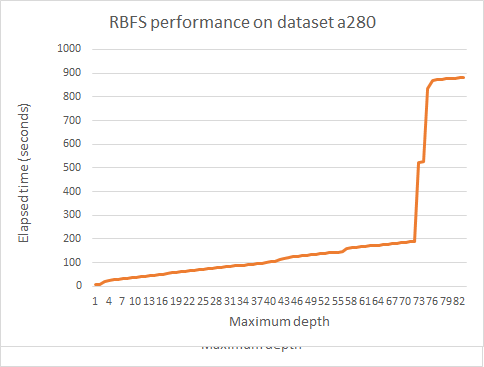 RBFS performance on dataset a280
1000
900
800
700
600
500
400
300
200
100
0
Elapsed time (seconds)
1 4 7 10 13 16 19 22 25 28 31 34 37 40 43 46 49 52 55 58 61 64 67 70 73 76 79 82
Maximum depth
Maximum depth